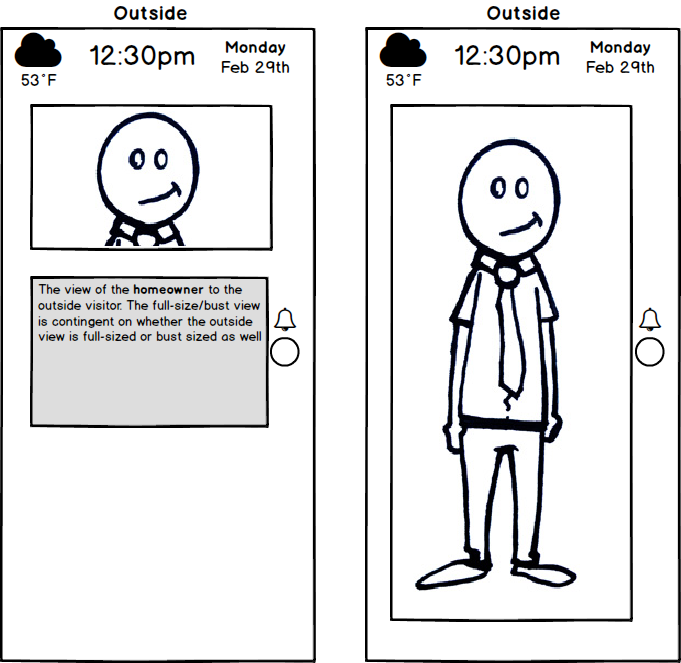 Outside
12:30pm
Monday
Feb 29th
53°F
The view of the homeowner to the
outside visitor. The full-size/bust view
is contingent on whether the outside
view is full-sized or bust sized as well
Outside
12:30pm
Monday
Feb 29th
53°F